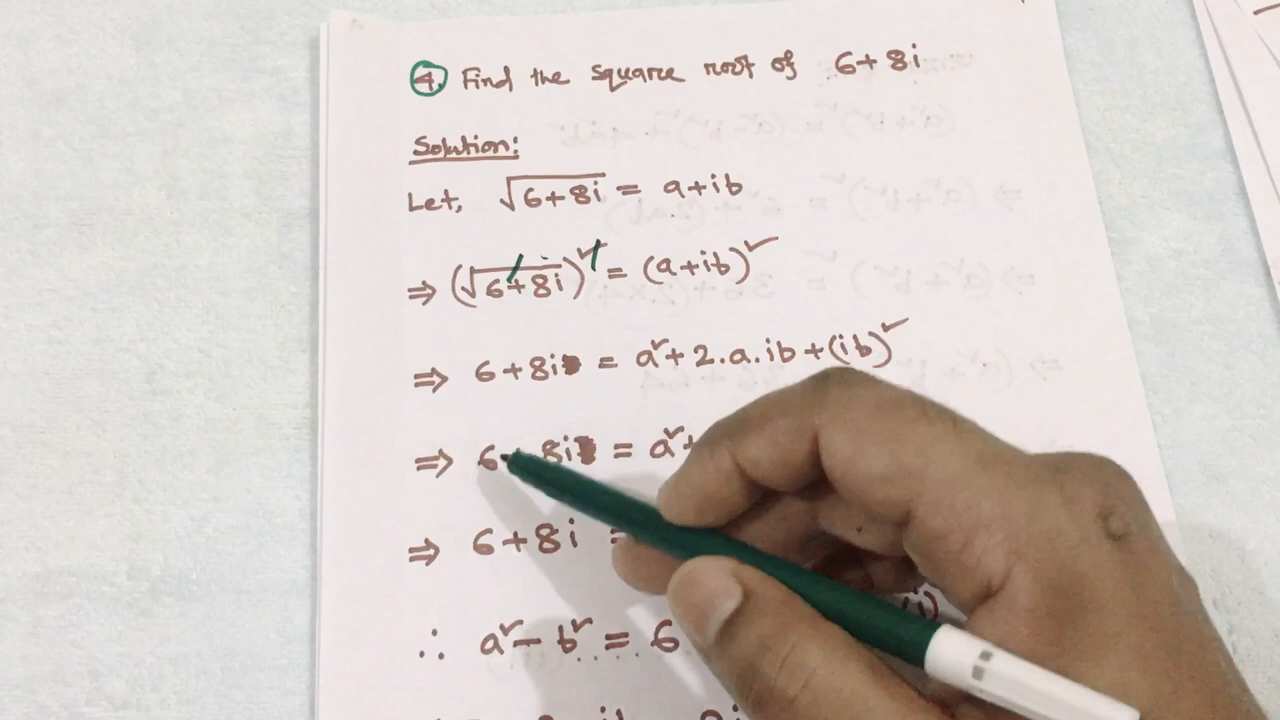 4. Find the square root of 6+8i
Solution:
Let, √6+8i = a+ib
⇒ (√6+8i)² = (a+ib)²
⇒ 6+8i = a²+2.a.ib+(ib)²
⇒ 6+8i = a²+
⇒ 6+8i =
(i)
∴ a²-b² = 6